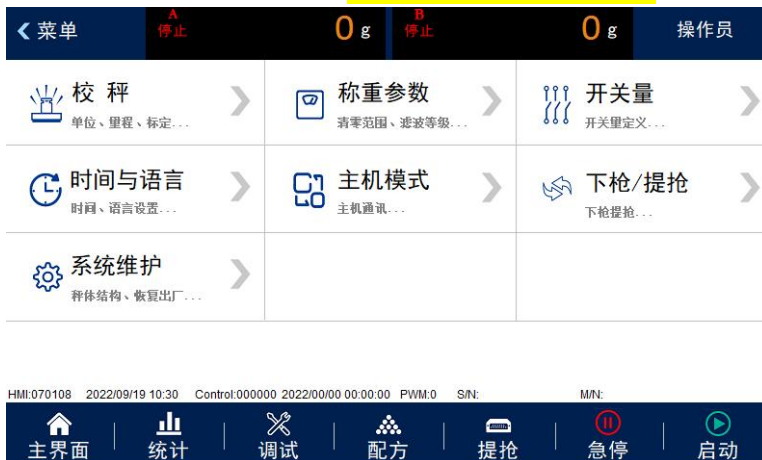 菜单
A
停止
0 g
B
停止
0 g
操作员
校 秤
单位、里程、标定...
称重参数
清零范围、滤波等级...
开关量
开关量定义...
时间与语言
时间、语言设置...
主机模式
主机通讯...
下枪/提抢
下枪提抢...
系统维护
秤体结构、恢复出厂...
HMI:070108 2022/09/19 10:30 Control:000000 2022/00/00 00:00:00 PWM:0 S/N: M/N:
主界面
统计
调试
配方
提抢
急停
启动